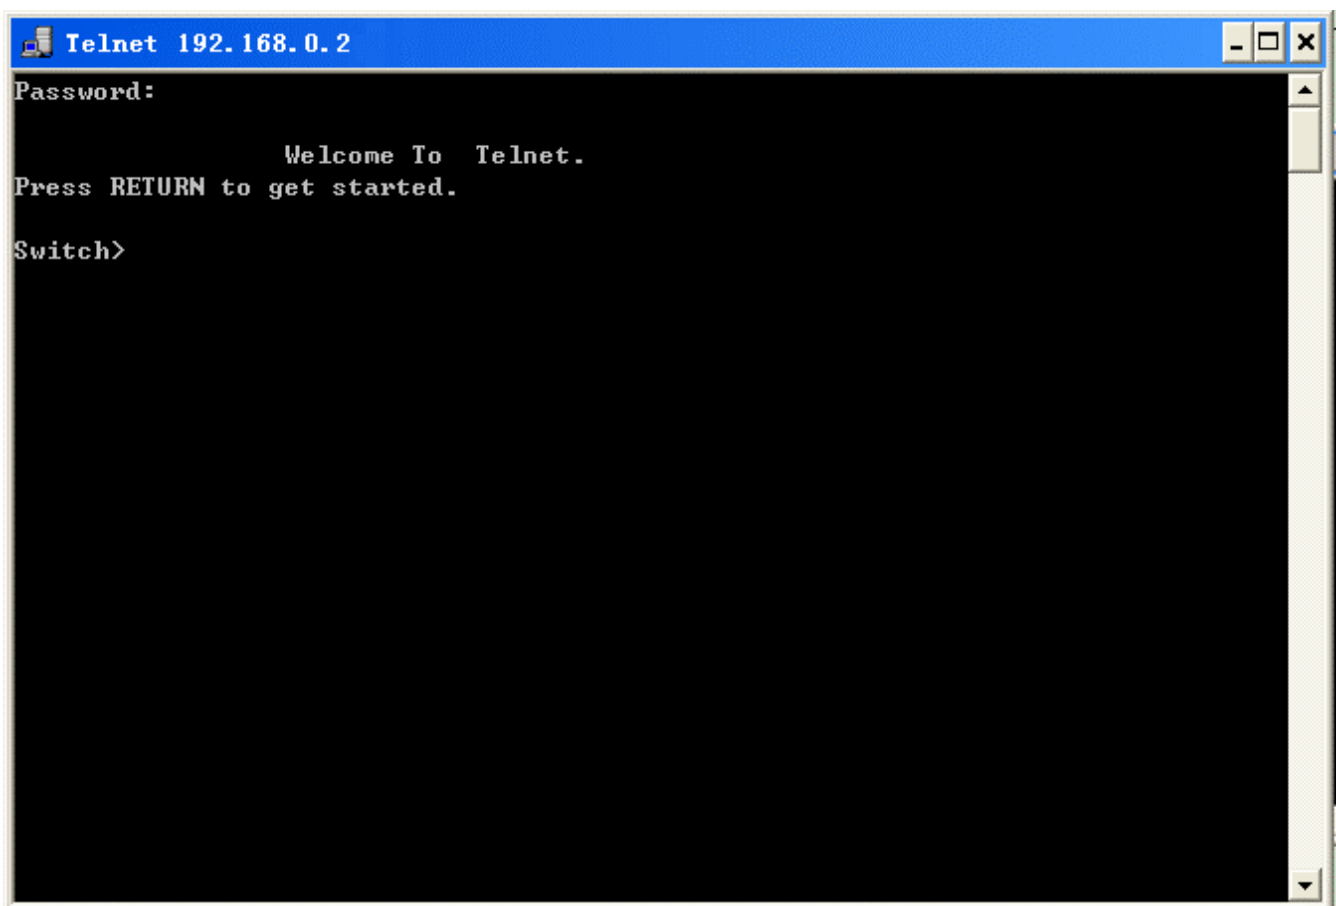 Telnet 192.168.0.2
Password:
Welcome To  Telnet.
Press RETURN to get started.
Switch>